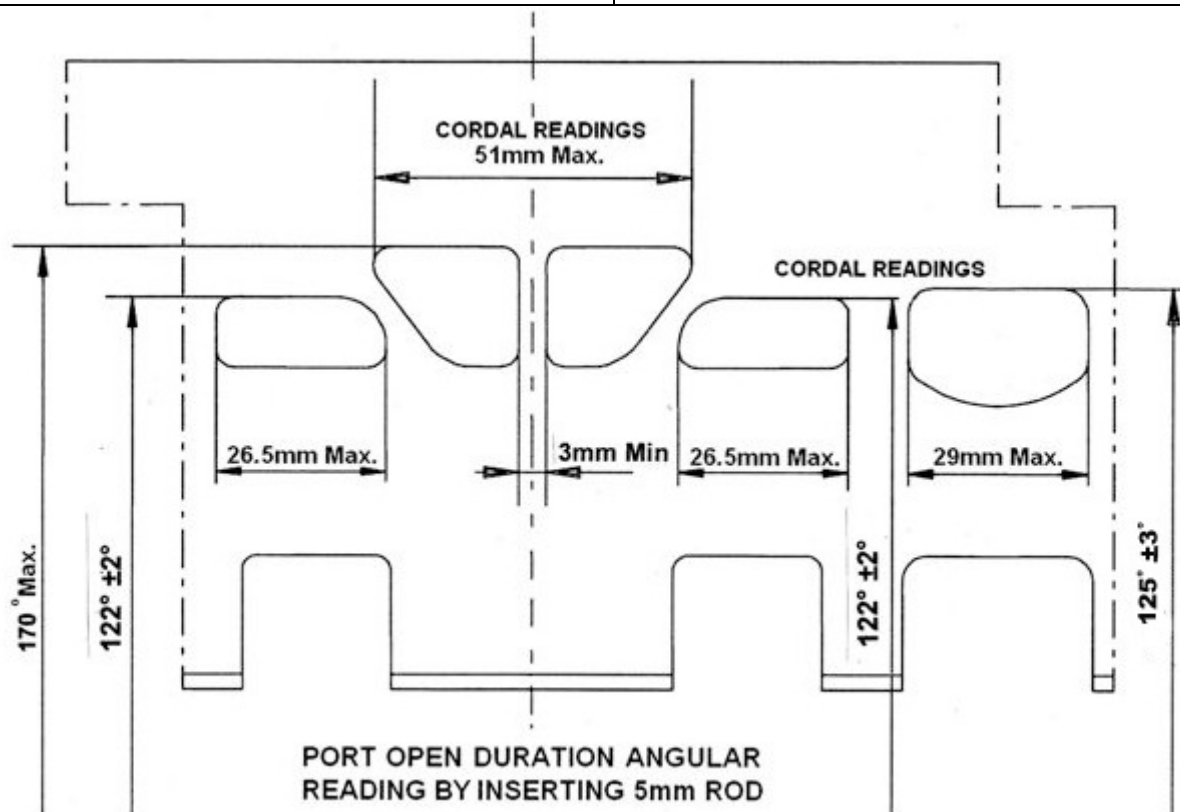 CORDAL READINGS
51mm Max.
CORDAL READINGS
26.5mm Max.
3mm Min
26.5mm Max.
29mm Max.
170°Max.
122° ±2°
122° ±2°
125° ±3°
PORT OPEN DURATION ANGULAR
READING BY INSERTING 5mm ROD